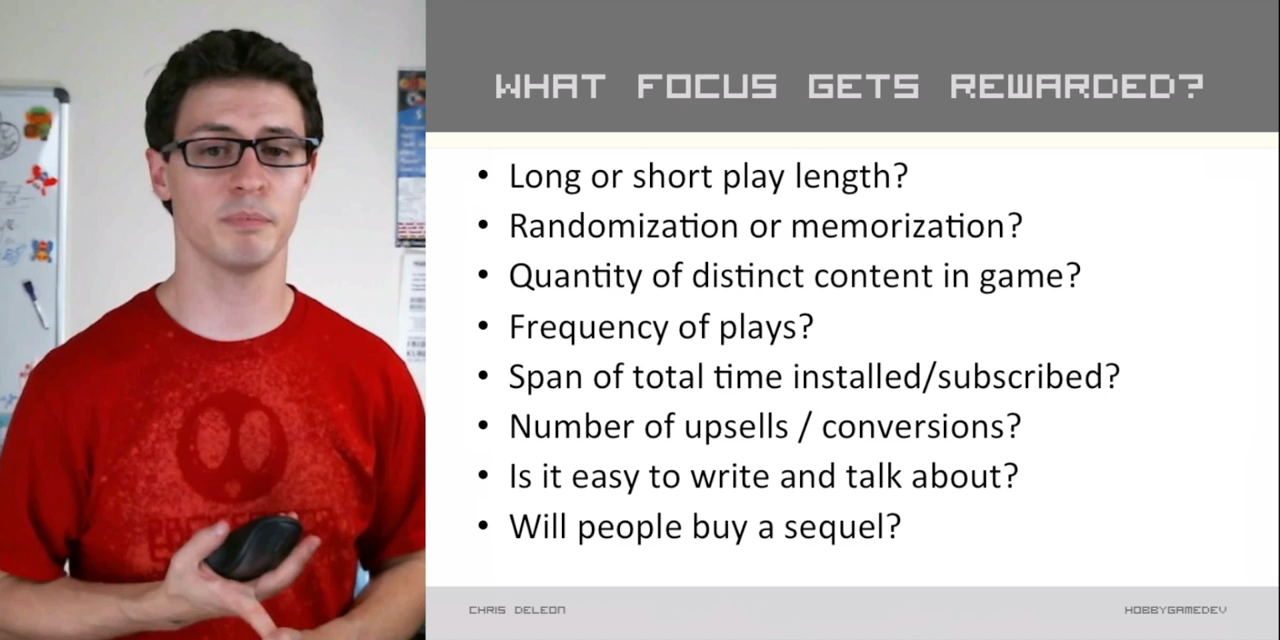 WHAT FOCUS GETS REWARDED?
• Long or short play length?
• Randomization or memorization?
• Quantity of distinct content in game?
• Frequency of plays?
• Span of total time installed/subscribed?
• Number of upsells / conversions?
• Is it easy to write and talk about?
• Will people buy a sequel?
CHRIS DELEON
HOBBYGAMEDEV